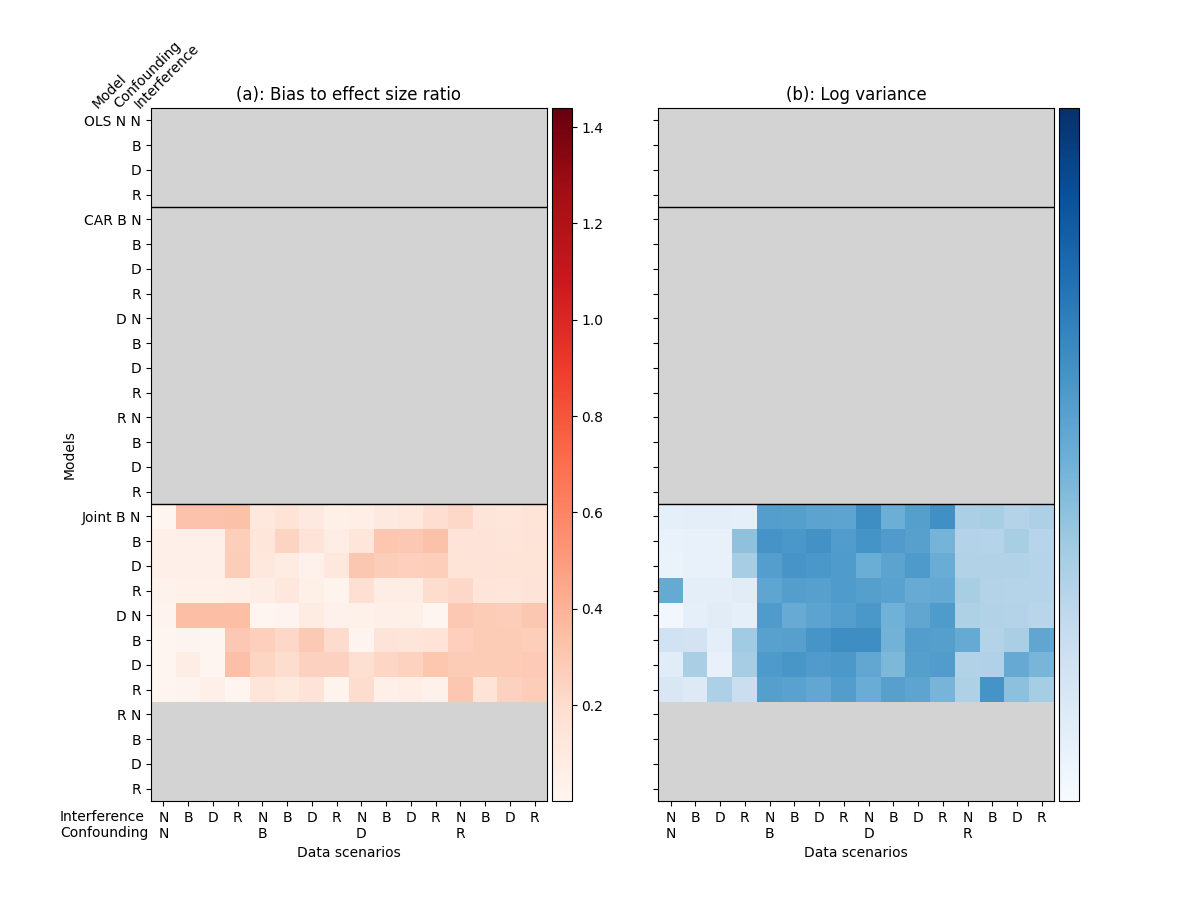 Model
Confounding
Interference
(a): Bias to effect size ratio
(b): Log variance
OLS N N
B
D
R
CAR B N
B
D
R
D N
B
D
R
R N
B
D
R
Joint B N
B
D
R
D N
B
D
R
R N
B
D
R
Models
1.4
1.2
1.0
0.8
0.6
0.4
0.2
Interference N B D R N B D R N B D R N B D R
Confounding N B D R
Data scenarios
N B D R N B D R N B D R N B D R
N B D R
Data scenarios